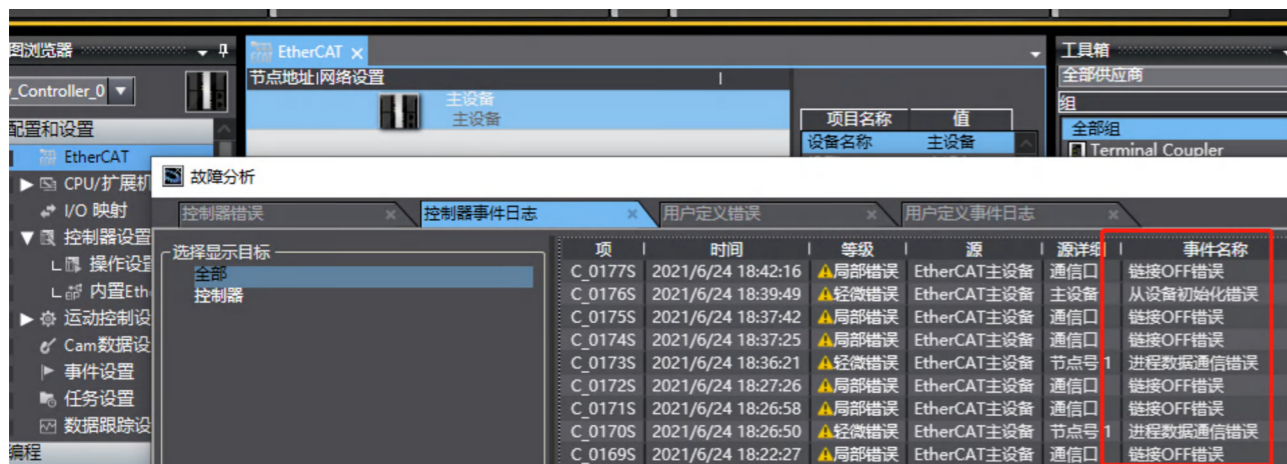 图浏览器
EtherCAT
工具箱
节点地址|网络设置
全部供应商
_Controller_0
主设备
主设备
组
项目名称 值
全部组
配置和设置
设备名称 主设备
Terminal Coupler
EtherCAT
CPU/扩展机
故障分析
I/O 映射
控制器错误 控制器事件日志 用户定义错误 用户定义事件日志
控制器设置
选择显示目标
操作设
全部
控制器
内置Eth
运动控制设
Cam数据设
事件设置
任务设置
数据跟踪设
编程
项 时间 等级 源 源详细 事件名称
C_0177S 2021/6/24 18:42:16 局部错误 EtherCAT主设备 通信口 链接OFF错误
C_0176S 2021/6/24 18:39:49 轻微错误 EtherCAT主设备 主设备 从设备初始化错误
C_0175S 2021/6/24 18:37:42 局部错误 EtherCAT主设备 通信口 链接OFF错误
C_0174S 2021/6/24 18:37:25 局部错误 EtherCAT主设备 通信口 链接OFF错误
C_0173S 2021/6/24 18:36:21 轻微错误 EtherCAT主设备 节点号 1 进程数据通信错误
C_0172S 2021/6/24 18:27:26 局部错误 EtherCAT主设备 通信口 链接OFF错误
C_0171S 2021/6/24 18:26:58 局部错误 EtherCAT主设备 通信口 链接OFF错误
C_0170S 2021/6/24 18:26:50 轻微错误 EtherCAT主设备 节点号 1 进程数据通信错误
C_0169S 2021/6/24 18:22:27 局部错误 EtherCAT主设备 通信口 链接OFF错误